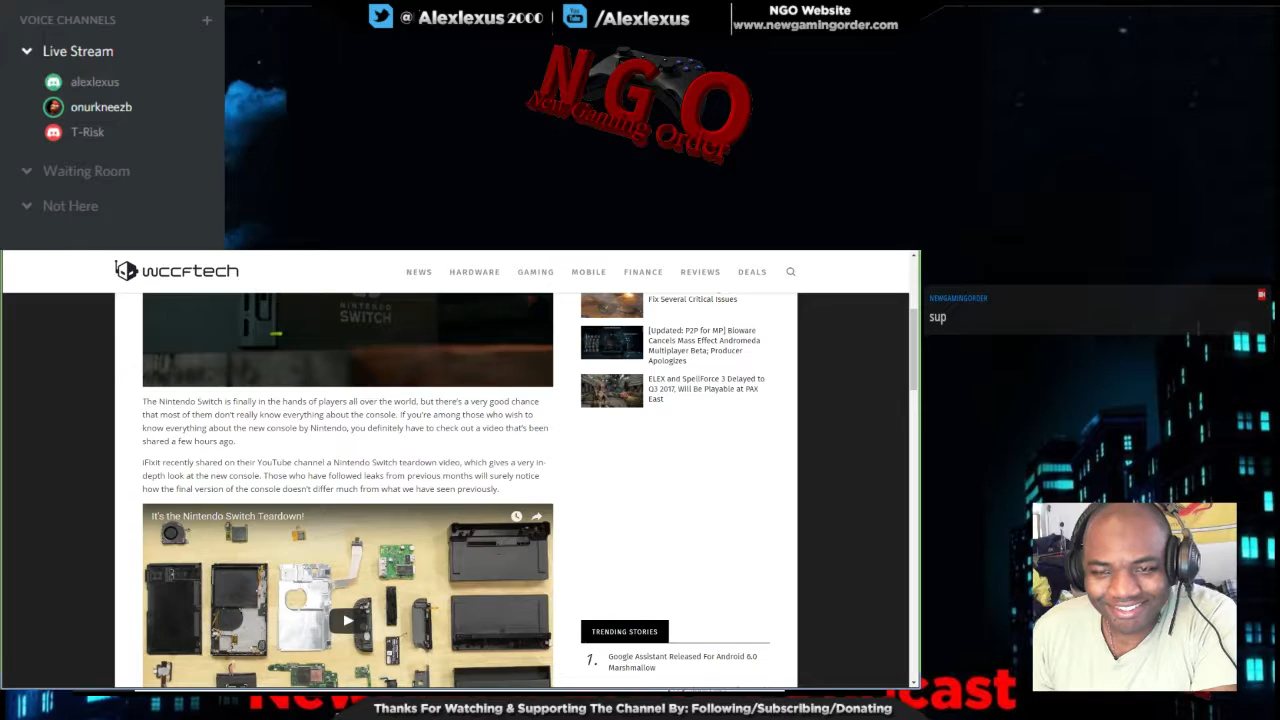 VOICE CHANNELS
Live Stream
alexlexus
onurkneezb
T-Risk
Waiting Room
Not Here
@ Alexlexus 2000
You Tube
/Alexlexus
NGO Website
www.newgamingorder.com
NGO
New Gaming Order
wccftech
NEWS HARDWARE GAMING MOBILE FINANCE REVIEWS DEALS
NINTENDO
SWITCH
The Nintendo Switch is finally in the hands of players all over the world, but there's a very good chance
that most of them don't really know everything about the console. If you're among those who wish to
know everything about the new console by Nintendo, you definitely have to check out a video that's been
shared a few hours ago.
iFixit recently shared on their YouTube channel a Nintendo Switch teardown video, which gives a very in-
depth look at the new console. Those who have followed leaks from previous months will surely notice
how the final version of the console doesn't differ much from what we have seen previously.
It's the Nintendo Switch Teardown!
Fix Several Critical Issues
[Updated: P2P for MP] Bioware
Cancels Mass Effect Andromeda
Multiplayer Beta; Producer
Apologizes
ELEX and SpellForce 3 Delayed to
Q3 2017, Will Be Playable at PAX
East
TRENDING STORIES
1. Google Assistant Released For Android 6.0
Marshmallow
NEWGAMINGORDER
sup
Thanks For Watching & Supporting The Channel By: Following/Subscribing/Donating